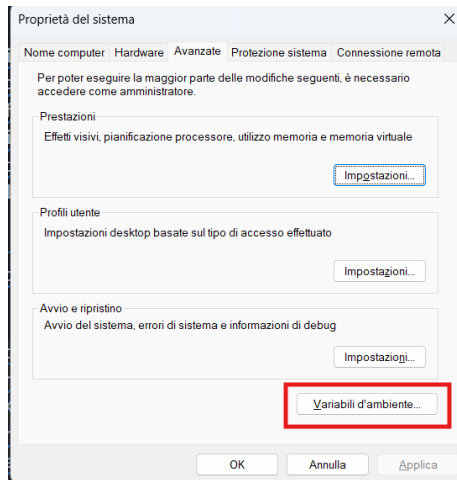 Proprietà del sistema
Nome computer Hardware Avanzate Protezione sistema Connessione remota
Per poter eseguire la maggior parte delle modifiche seguenti, è necessario
accedere come amministratore.
Prestazioni
Effetti visivi, pianificazione processore, utilizzo memoria e memoria virtuale
Impostazioni...
Profili utente
Impostazioni desktop basate sul tipo di accesso effettuato
Impostazioni...
Avvio e ripristino
Avvio del sistema, errori di sistema e informazioni di debug
Impostazioni...
Variabili d'ambiente...
OK Annulla Applica